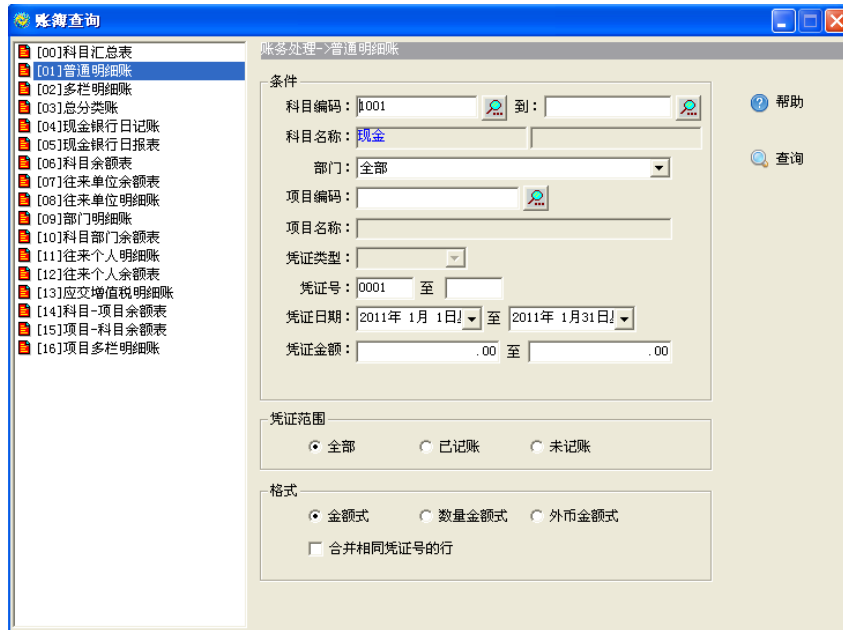 账簿查询
[00]科目汇总表
[01]普通明细账
[02]多栏明细账
[03]总分类账
[04]现金银行日记账
[05]现金银行日报表
[06]科目余额表
[07]往来单位余额表
[08]往来单位明细账
[09]部门明细账
[10]科目部门余额表
[11]往来个人明细账
[12]往来个人余额表
[13]应交增值税明细账
[14]科目-项目余额表
[15]项目-科目余额表
[16]项目多栏明细账
账务处理->普通明细账
条件
科目编码： 1001 到：
科目名称： 现金
部门： 全部
项目编码：
项目名称：
凭证类型：
凭证号： 0001 至
凭证日期： 2011年 1月 1日 至 2011年 1月31日
凭证金额： .00 至 .00
凭证范围
全部 已记账 未记账
格式
金额式 数量金额式 外币金额式
合并相同凭证号的行
帮助
查询